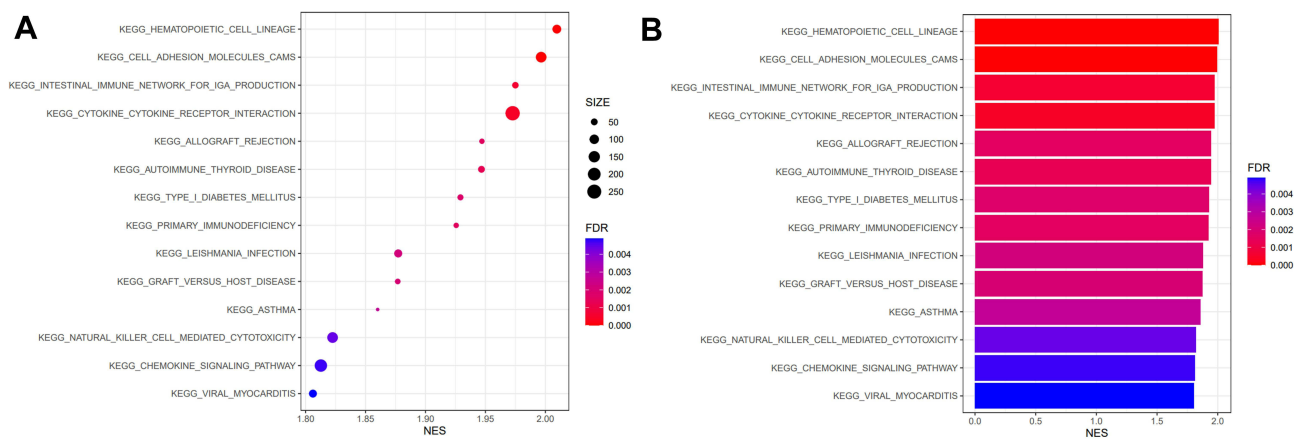 A
KEGG_HEMATOPOIETIC_CELL_LINEAGE
KEGG_CELL_ADHESION_MOLECULES_CAMS
KEGG_INTESTINAL_IMMUNE_NETWORK_FOR_IGA_PRODUCTION
KEGG_CYTOKINE_CYTOKINE_RECEPTOR_INTERACTION
KEGG_ALLOGRAFT_REJECTION
KEGG_AUTOIMMUNE_THYROID_DISEASE
KEGG_TYPE_I_DIABETES_MELLITUS
KEGG_PRIMARY_IMMUNODEFICIENCY
KEGG_LEISHMANIA_INFECTION
KEGG_GRAFT_VERSUS_HOST_DISEASE
KEGG_ASTHMA
KEGG_NATURAL_KILLER_CELL_MEDIATED_CYTOTOXICITY
KEGG_CHEMOKINE_SIGNALING_PATHWAY
KEGG_VIRAL_MYOCARDITIS
1.80 1.85 1.90 1.95 2.00
NES
SIZE
50
100
150
200
250
FDR
0.004
0.003
0.002
0.001
0.000
B
KEGG_HEMATOPOIETIC_CELL_LINEAGE
KEGG_CELL_ADHESION_MOLECULES_CAMS
KEGG_INTESTINAL_IMMUNE_NETWORK_FOR_IGA_PRODUCTION
KEGG_CYTOKINE_CYTOKINE_RECEPTOR_INTERACTION
KEGG_ALLOGRAFT_REJECTION
KEGG_AUTOIMMUNE_THYROID_DISEASE
KEGG_TYPE_I_DIABETES_MELLITUS
KEGG_PRIMARY_IMMUNODEFICIENCY
KEGG_LEISHMANIA_INFECTION
KEGG_GRAFT_VERSUS_HOST_DISEASE
KEGG_ASTHMA
KEGG_NATURAL_KILLER_CELL_MEDIATED_CYTOTOXICITY
KEGG_CHEMOKINE_SIGNALING_PATHWAY
KEGG_VIRAL_MYOCARDITIS
0.0 0.5 1.0 1.5 2.0
NES
FDR
0.004
0.003
0.002
0.001
0.000